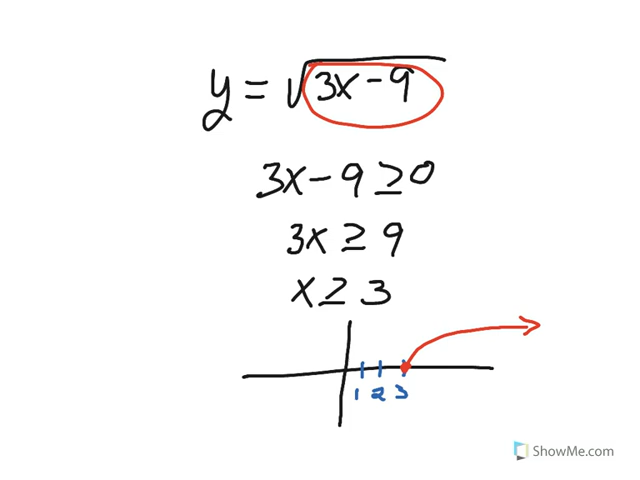 y = √3x-9
3x-9 ≥ 0
3x ≥ 9
x ≥ 3
1 2 3
ShowMe.com